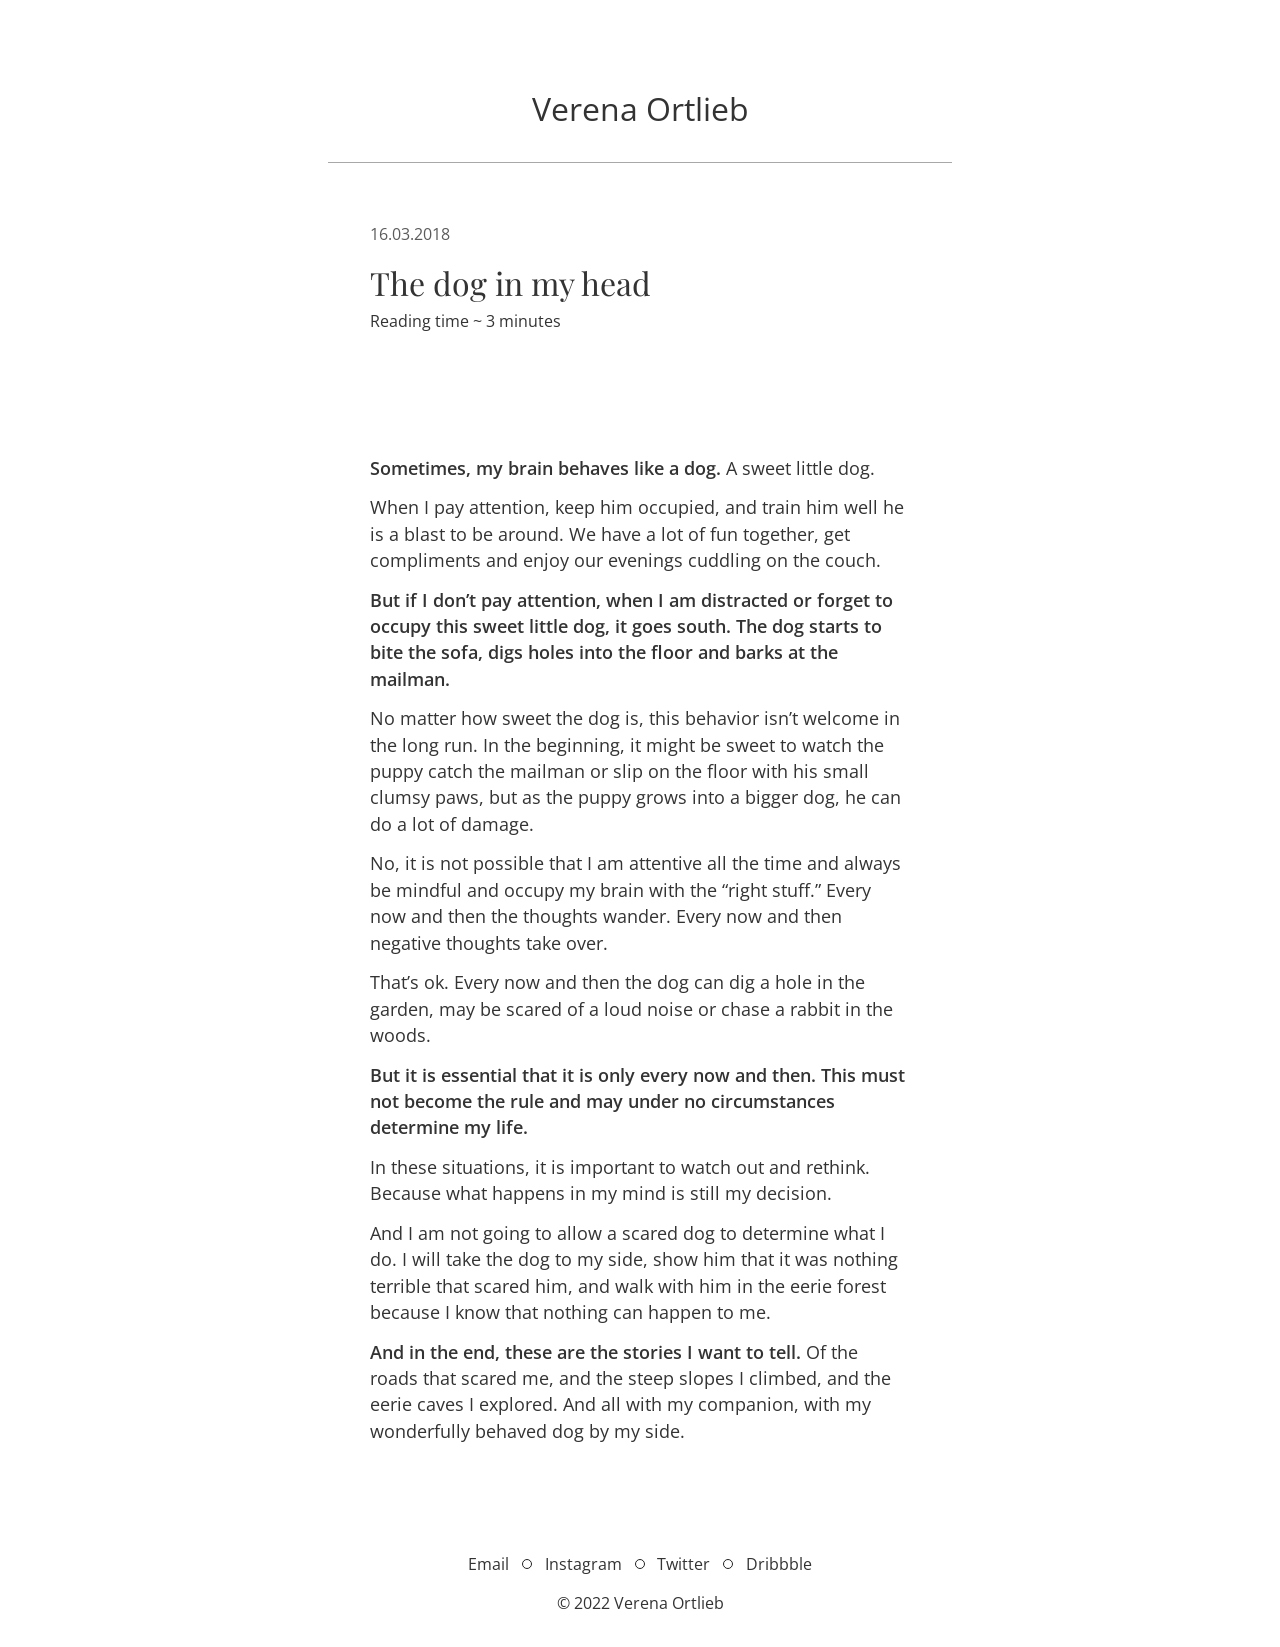 Verena Ortlieb
16.03.2018
The dog in my head
Reading time ~ 3 minutes
Sometimes, my brain behaves like a dog. A sweet little dog.
When I pay attention, keep him occupied, and train him well he
is a blast to be around. We have a lot of fun together, get
compliments and enjoy our evenings cuddling on the couch.
But if I don’t pay attention, when I am distracted or forget to
occupy this sweet little dog, it goes south. The dog starts to
bite the sofa, digs holes into the floor and barks at the
mailman.
No matter how sweet the dog is, this behavior isn’t welcome in
the long run. In the beginning, it might be sweet to watch the
puppy catch the mailman or slip on the floor with his small
clumsy paws, but as the puppy grows into a bigger dog, he can
do a lot of damage.
No, it is not possible that I am attentive all the time and always
be mindful and occupy my brain with the “right stuff.” Every
now and then the thoughts wander. Every now and then
negative thoughts take over.
That’s ok. Every now and then the dog can dig a hole in the
garden, may be scared of a loud noise or chase a rabbit in the
woods.
But it is essential that it is only every now and then. This must
not become the rule and may under no circumstances
determine my life.
In these situations, it is important to watch out and rethink.
Because what happens in my mind is still my decision.
And I am not going to allow a scared dog to determine what I
do. I will take the dog to my side, show him that it was nothing
terrible that scared him, and walk with him in the eerie forest
because I know that nothing can happen to me.
And in the end, these are the stories I want to tell. Of the
roads that scared me, and the steep slopes I climbed, and the
eerie caves I explored. And all with my companion, with my
wonderfully behaved dog by my side.
Email Instagram Twitter Dribbble
© 2022 Verena Ortlieb